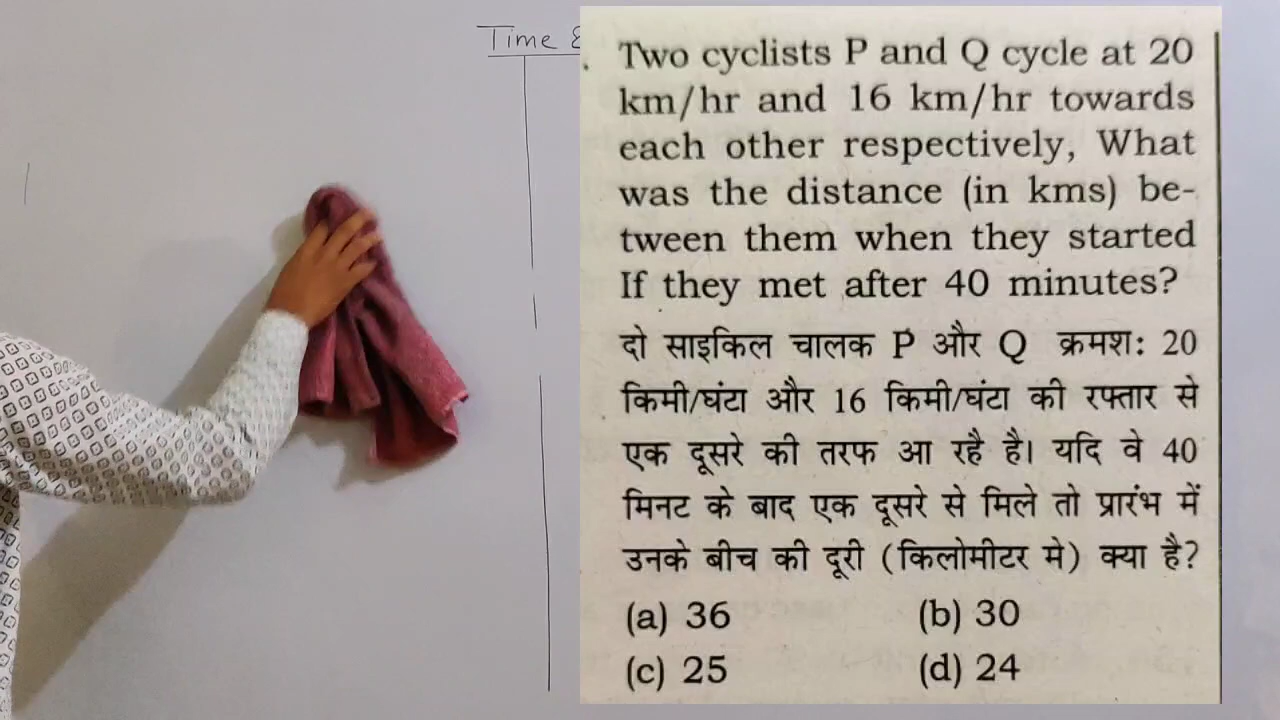 Time &
. Two cyclists P and Q cycle at 20
km/hr and 16 km/hr towards
each other respectively, What
was the distance (in kms) be-
tween them when they started
If they met after 40 minutes?
दो साइकिल चालक P और Q क्रमशः 20
किमी/घंटा और 16 किमी/घंटा की रफ्तार से
एक दूसरे की तरफ आ रहै है। यदि वे 40
मिनट के बाद एक दूसरे से मिले तो प्रारंभ में
उनके बीच की दूरी (किलोमीटर मे) क्या है?
(a) 36 (b) 30
(c) 25 (d) 24